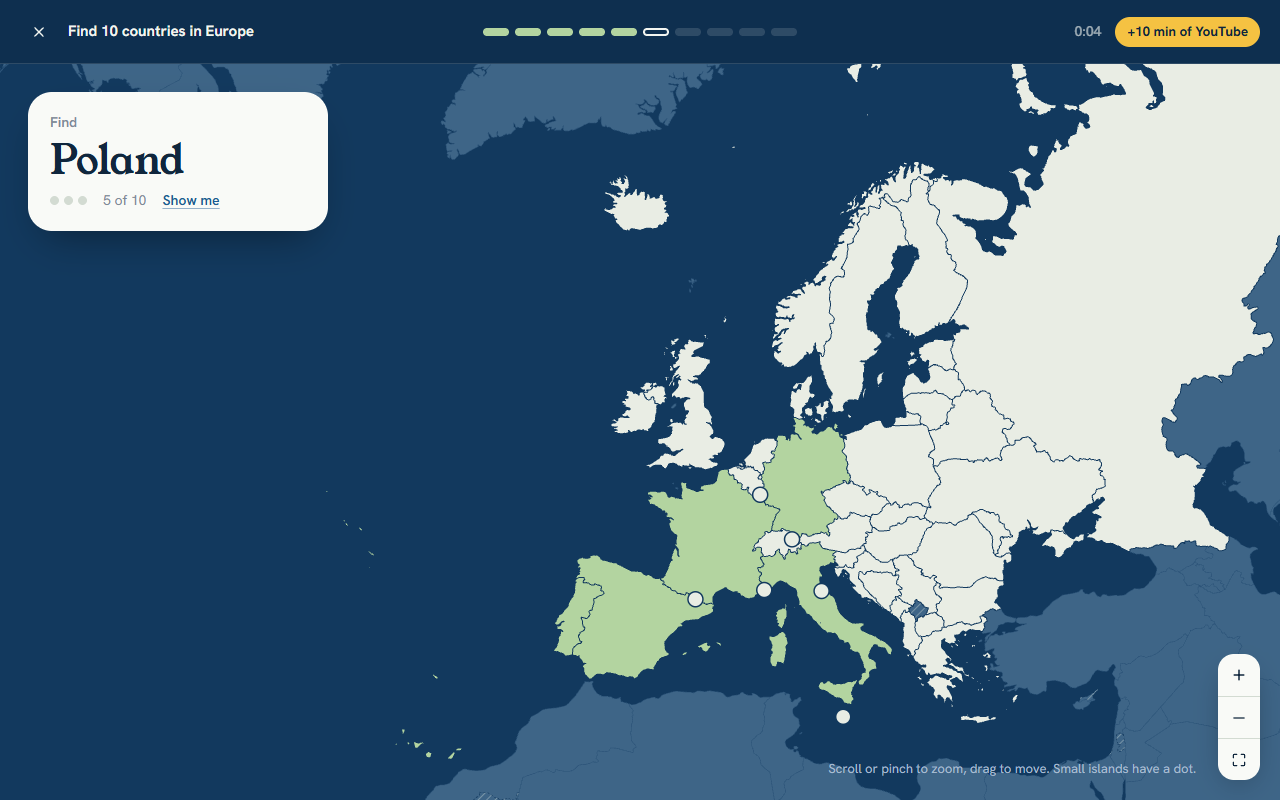 Find 10 countries in Europe
0:04
+10 min of YouTube
Find
Poland
5 of 10 Show me
Scroll or pinch to zoom, drag to move. Small islands have a dot.